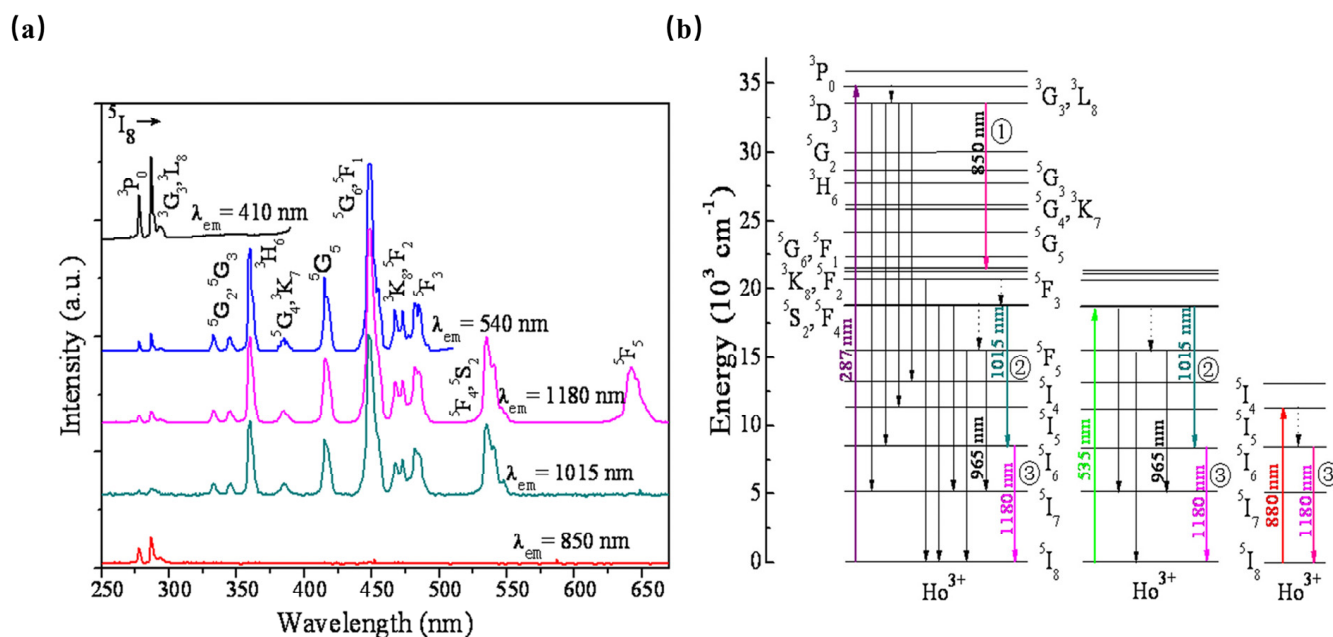 (a)
⁵I₈ →
³P₀
³G₃, ³L₈
λem = 410 nm
⁵G₂, ⁵G₃
³H₆
⁵G₄, ³K₇
⁵G₅
⁵G₆, ⁵F₁
³K₈, ⁵F₂
⁵F₃
λem = 540 nm
⁵F₄, ⁵S₂
⁵F₅
λem = 1180 nm
λem = 1015 nm
λem = 850 nm
Intensity (a.u.)
250 300 350 400 450 500 550 600 650
Wavelength (nm)
(b)
Energy (10³ cm⁻¹)
35
30
25
20
15
10
5
0
³P₀
³D₃
⁵G₂
³H₆
⁵G₆, ⁵F₁
³K₈, ⁵F₂
⁵S₂, ⁵F₄
³G₃, ³L₈
⁵G₃
⁵G₄, ³K₇
⁵G₅
⁵F₃
⁵F₅
⁵I₄
⁵I₅
⁵I₆
⁵I₇
⁵I₈
287 nm
850 nm ①
1015 nm ②
965 nm
1180 nm ③
Ho³⁺
535 nm
1015 nm ②
965 nm
1180 nm ③
Ho³⁺
⁵I₄
⁵I₅
⁵I₆
⁵I₇
⁵I₈
880 nm
1180 nm ③
Ho³⁺